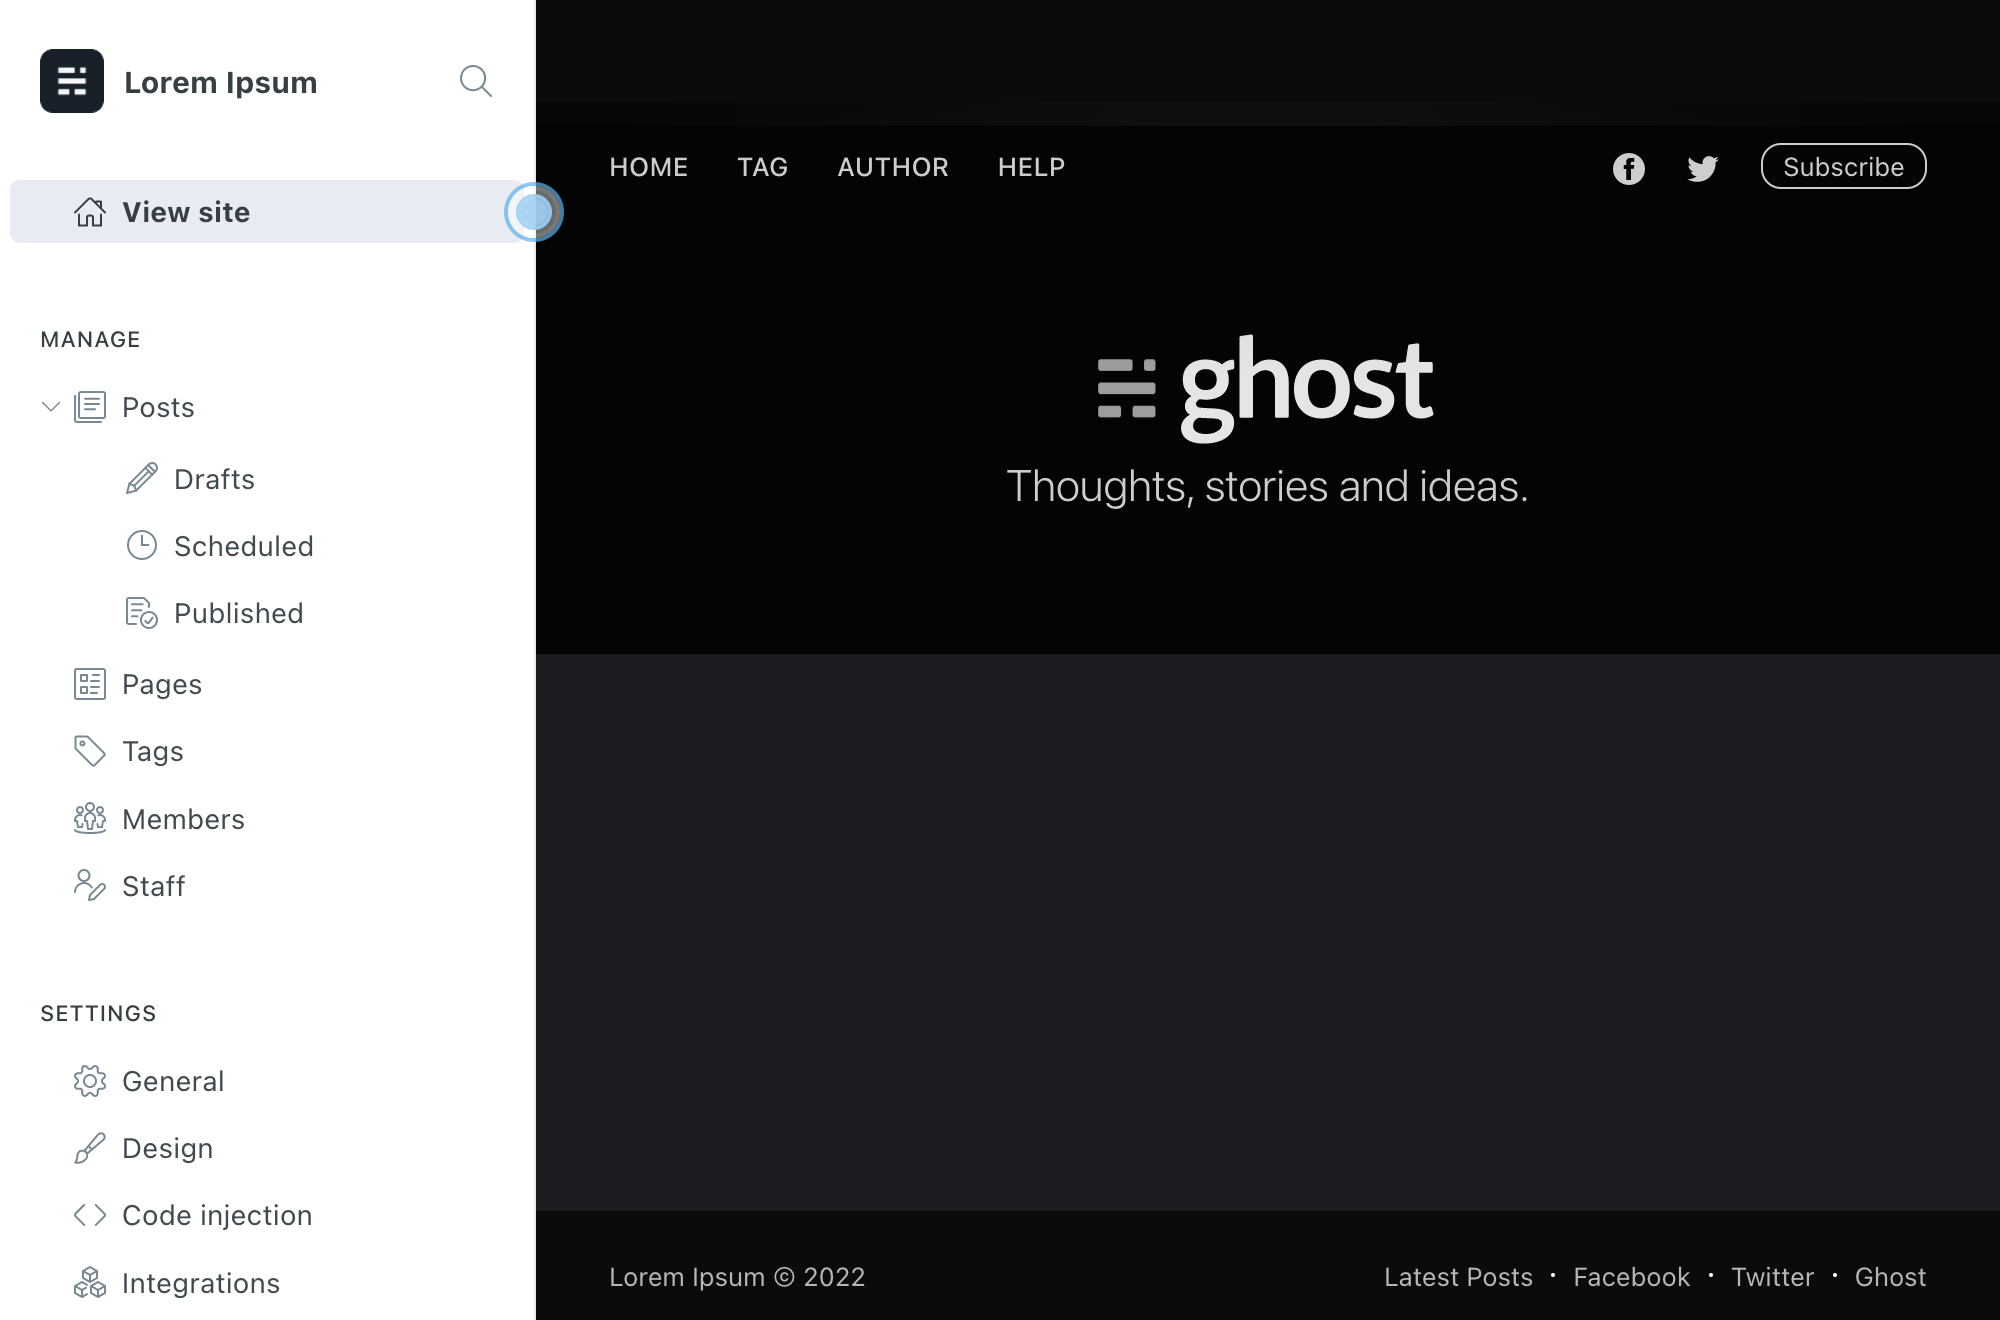 Lorem Ipsum
View site
MANAGE
Posts
Drafts
Scheduled
Published
Pages
Tags
Members
Staff
SETTINGS
General
Design
Code injection
Integrations
HOME TAG AUTHOR HELP Subscribe
ghost
Thoughts, stories and ideas.
Lorem Ipsum © 2022 Latest Posts • Facebook • Twitter • Ghost